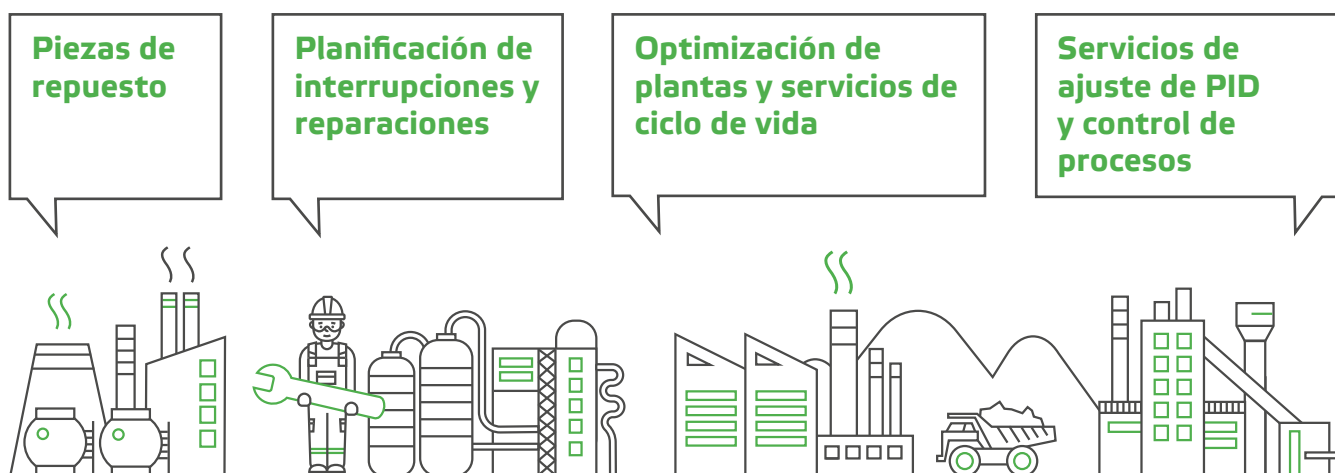 Piezas de
repuesto
Planificación de
interrupciones y
reparaciones
Optimización de
plantas y servicios de
ciclo de vida
Servicios de
ajuste de PID
y control de
procesos